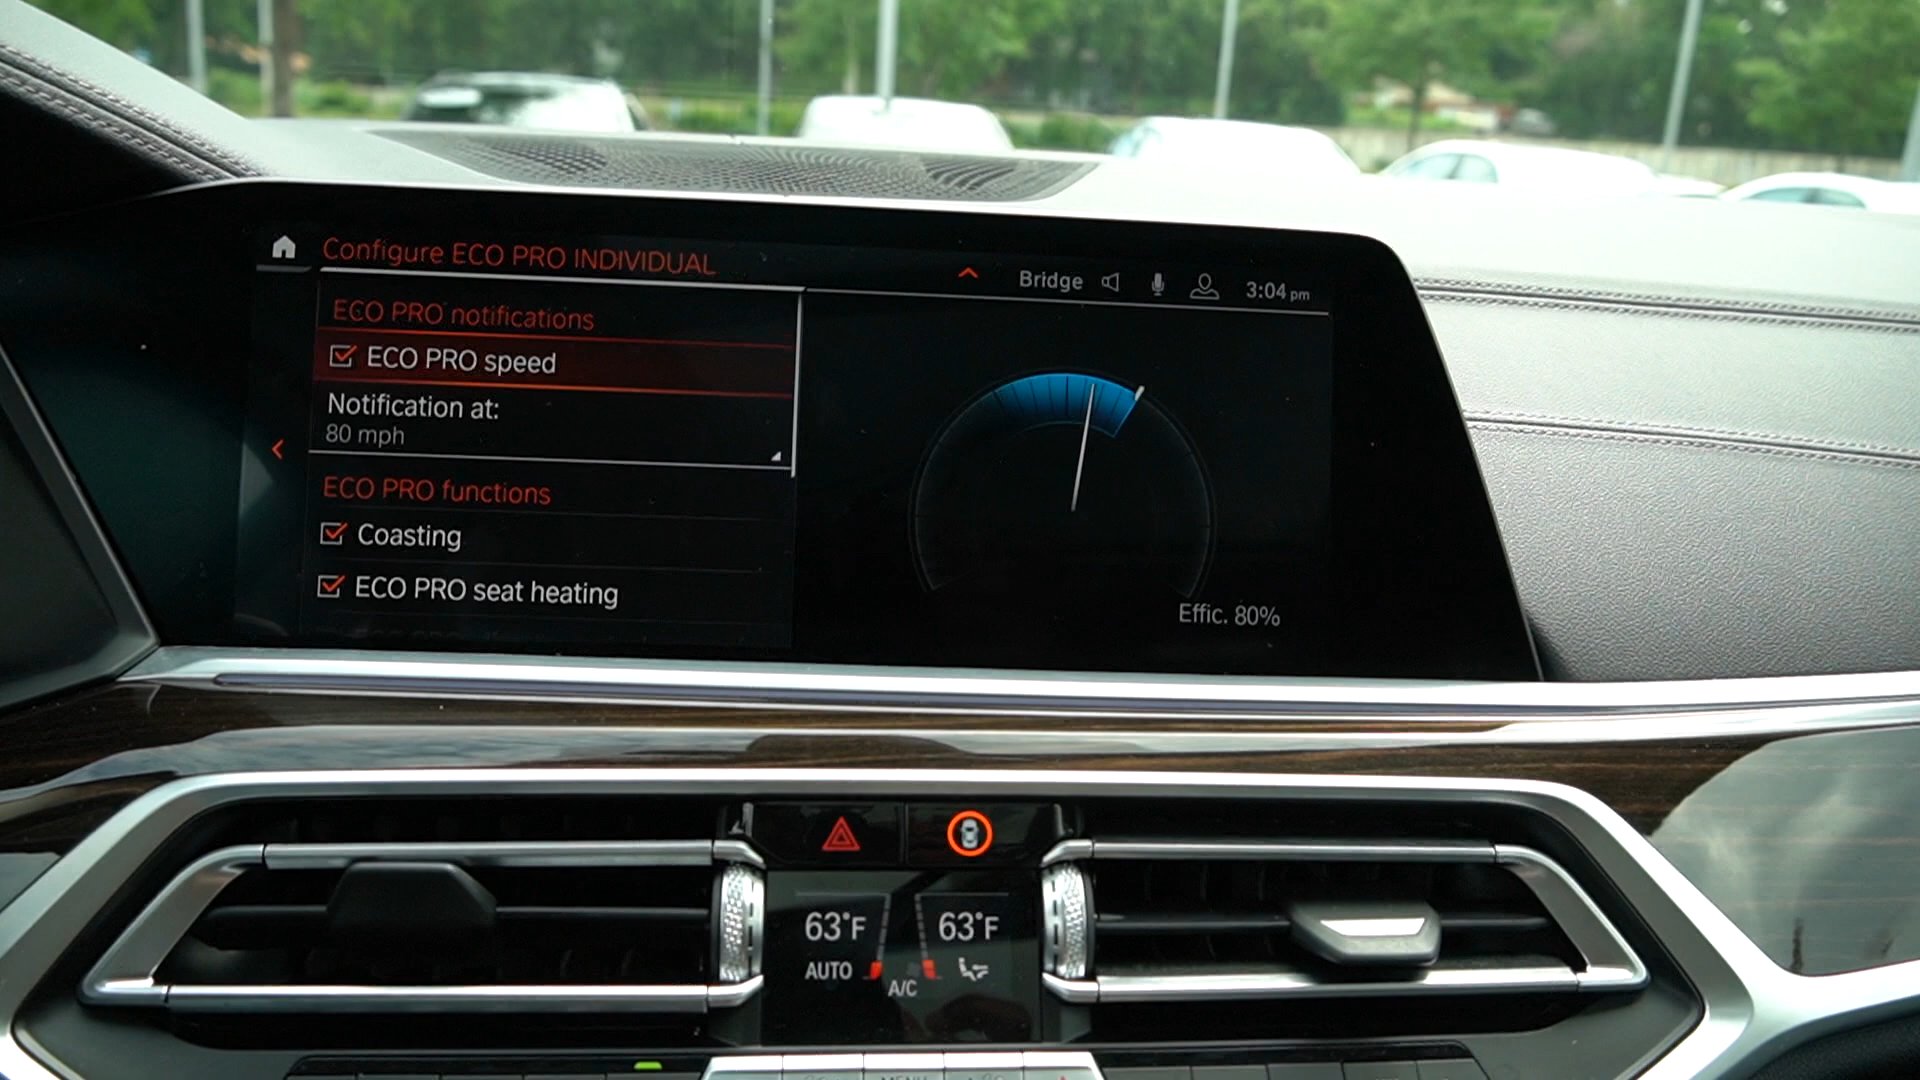 Configure ECO PRO INDIVIDUAL
Bridge
3:04 pm
ECO PRO notifications
ECO PRO speed
Notification at:
80 mph
ECO PRO functions
Coasting
ECO PRO seat heating
Effic. 80%
63°F 63°F
AUTO
A/C
MENU